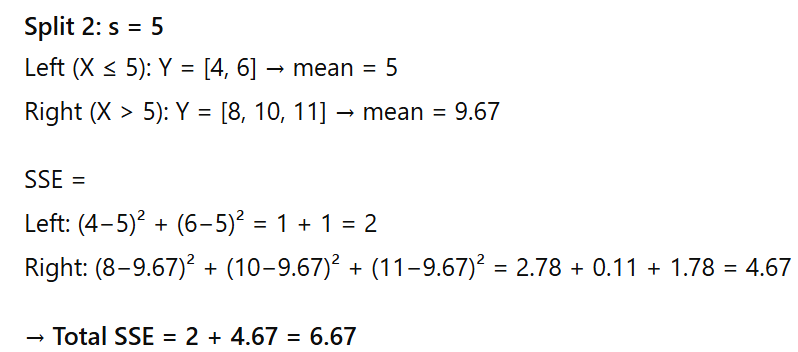 Split 2: s = 5
Left (X ≤ 5): Y = [4, 6] → mean = 5
Right (X > 5): Y = [8, 10, 11] → mean = 9.67
SSE =
Left: (4−5)² + (6−5)² = 1 + 1 = 2
Right: (8−9.67)² + (10−9.67)² + (11−9.67)² = 2.78 + 0.11 + 1.78 = 4.67
→ Total SSE = 2 + 4.67 = 6.67